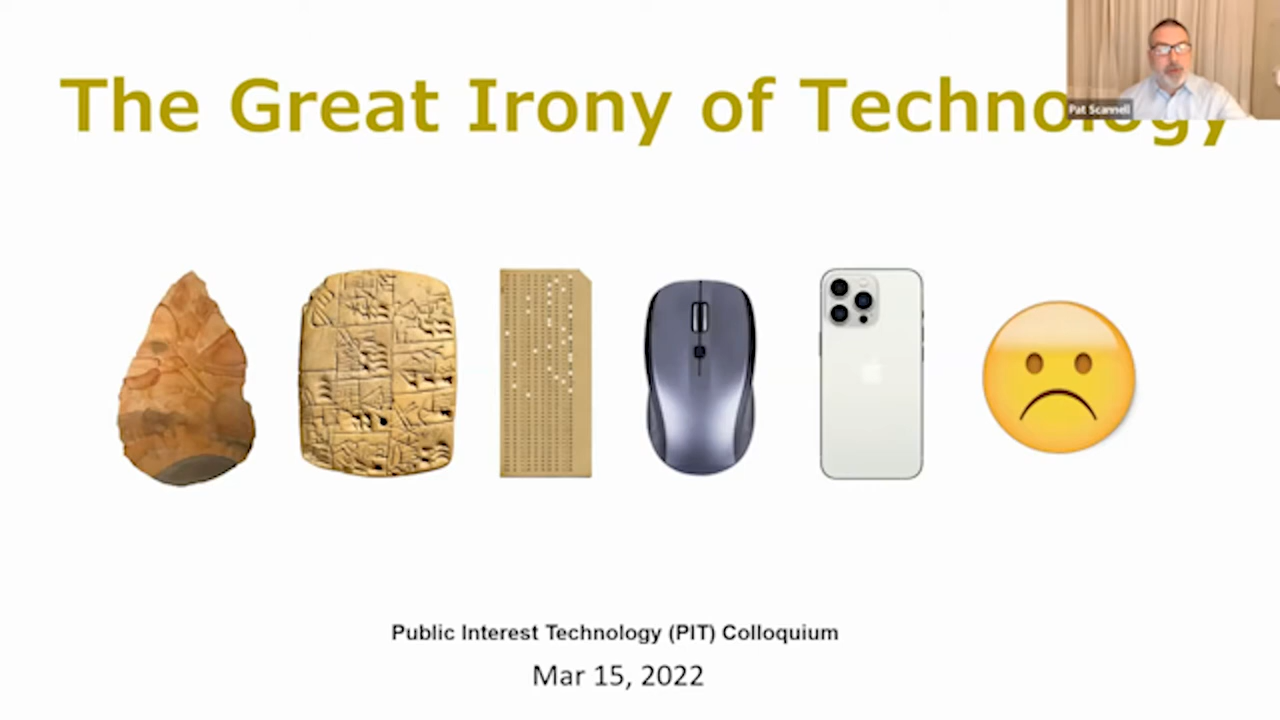 The Great Irony of Technology
Pat Scannell
Public Interest Technology (PIT) Colloquium
Mar 15, 2022